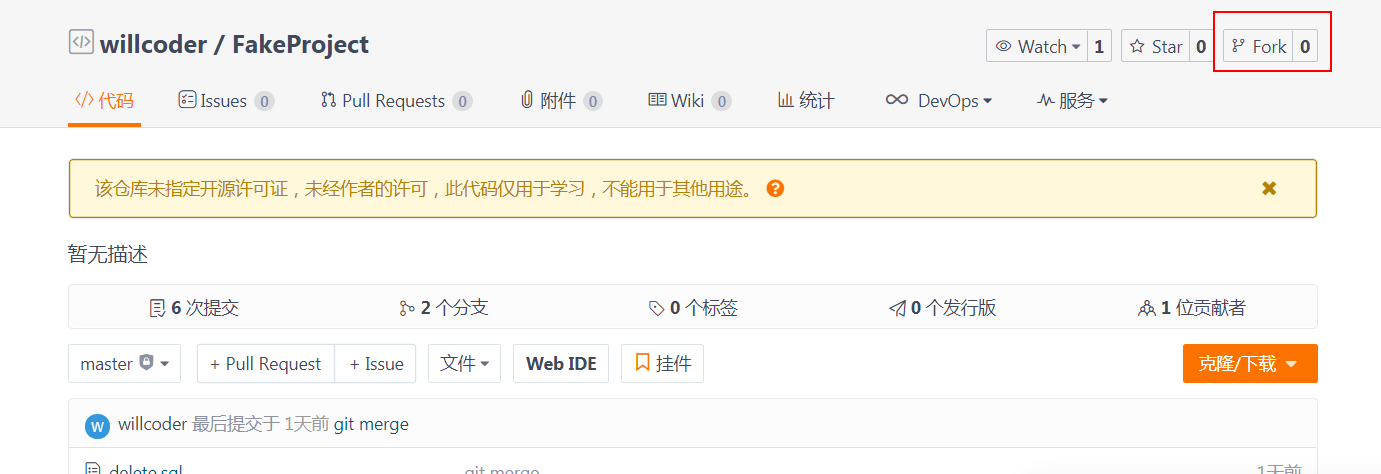 willcoder / FakeProject
Watch 1 Star 0 Fork 0
代码 Issues 0 Pull Requests 0 附件 0 Wiki 0 统计 DevOps 服务
该仓库未指定开源许可证，未经作者的许可，此代码仅用于学习，不能用于其他用途。
暂无描述
6 次提交 2 个分支 0 个标签 0 个发行版 1 位贡献者
master + Pull Request + Issue 文件 Web IDE 挂件 克隆/下载
W willcoder 最后提交于 1天前 git merge
delete.sql git merge 1天前